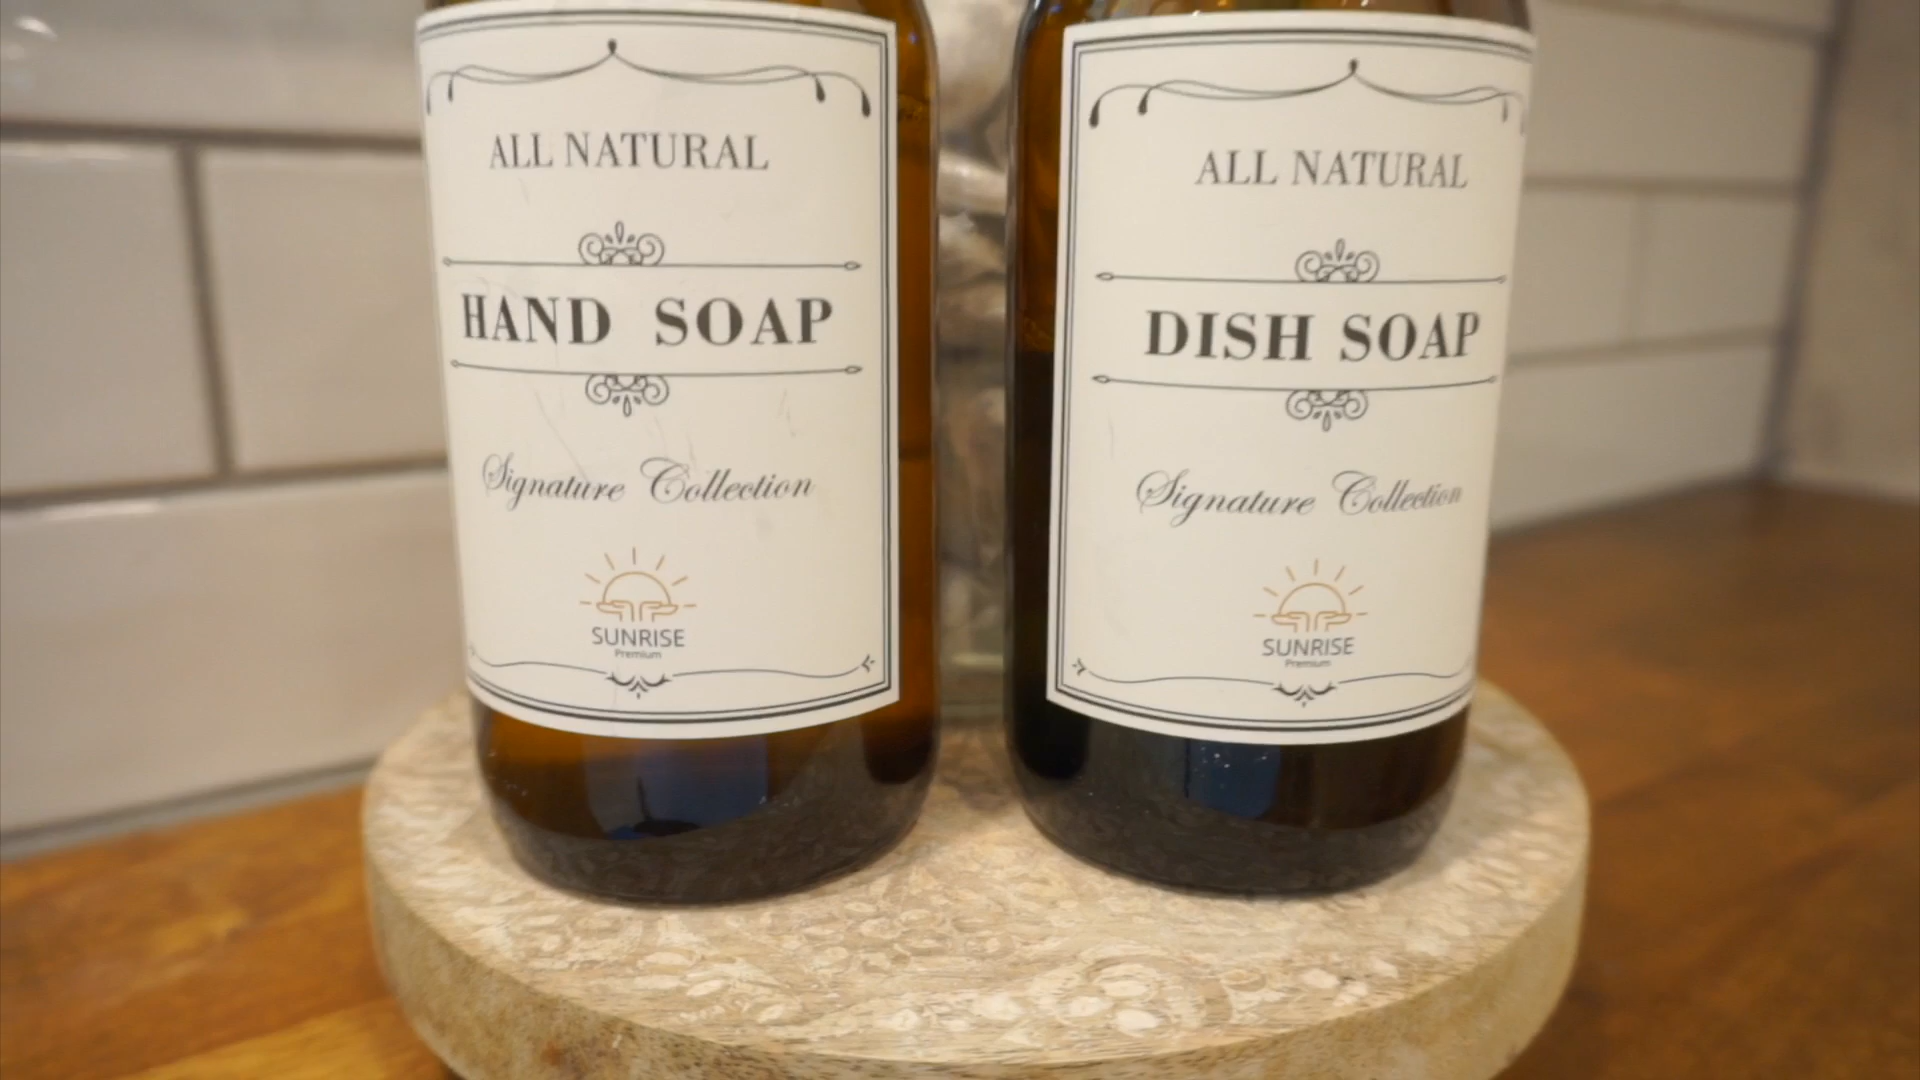 ALL NATURAL
HAND SOAP
Signature Collection
SUNRISE
Premium
ALL NATURAL
DISH SOAP
Signature Collection
SUNRISE
Premium